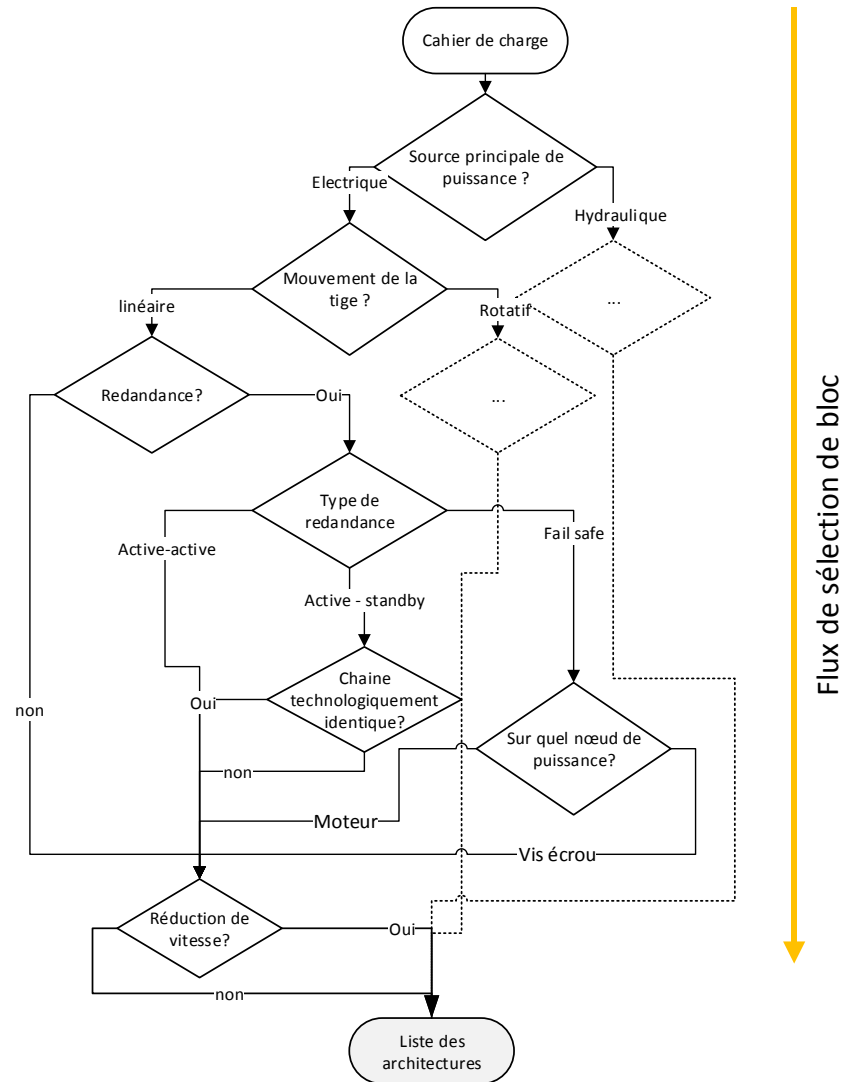 Cahier de charge
Source principale de
puissance ?
Electrique
Hydraulique
Mouvement de la
tige ?
...
linéaire
Rotatif
Redandance?
Oui
...
Type de
redandance
Active-active
Fail safe
Active - standby
Chaine
technologiquement
identique?
Oui
non
Sur quel nœud de
puissance?
non
Moteur
Vis écrou
Réduction de
vitesse?
Oui
non
Liste des
architectures
Flux de sélection de bloc